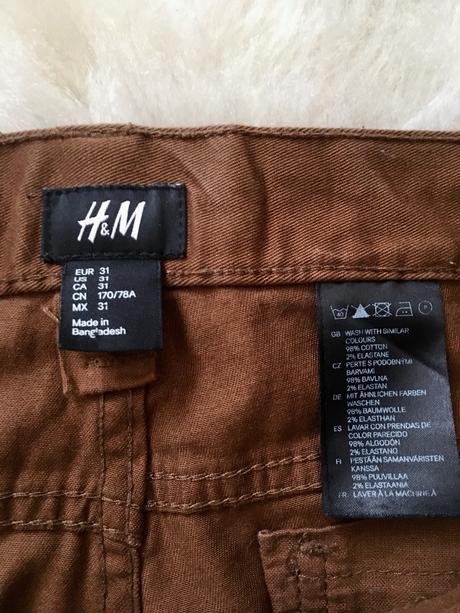 H&M
EUR 31
US 31
CA 31
CN 170/78A
MX 31
Made in
Bangladesh
40
GB WASH WITH SIMILAR
COLOURS
98% COTTON
2% ELASTANE
CZ PERTE S PODOBNÝMI
BARVAMI
98% BAVLNA
2% ELASTAN
DE MIT ÄHNLICHEN FARBEN
WASCHEN
98% BAUMWOLLE
2% ELASTHAN
ES LAVAR CON PRENDAS DE
COLOR PARECIDO
98% ALGODÓN
2% ELASTANO
FI PESTÄÄN SAMANVÄRISTEN
KANSSA
98% PUUVILLAA
2% ELASTAANIA
FR LAVER À LA MACHINE À